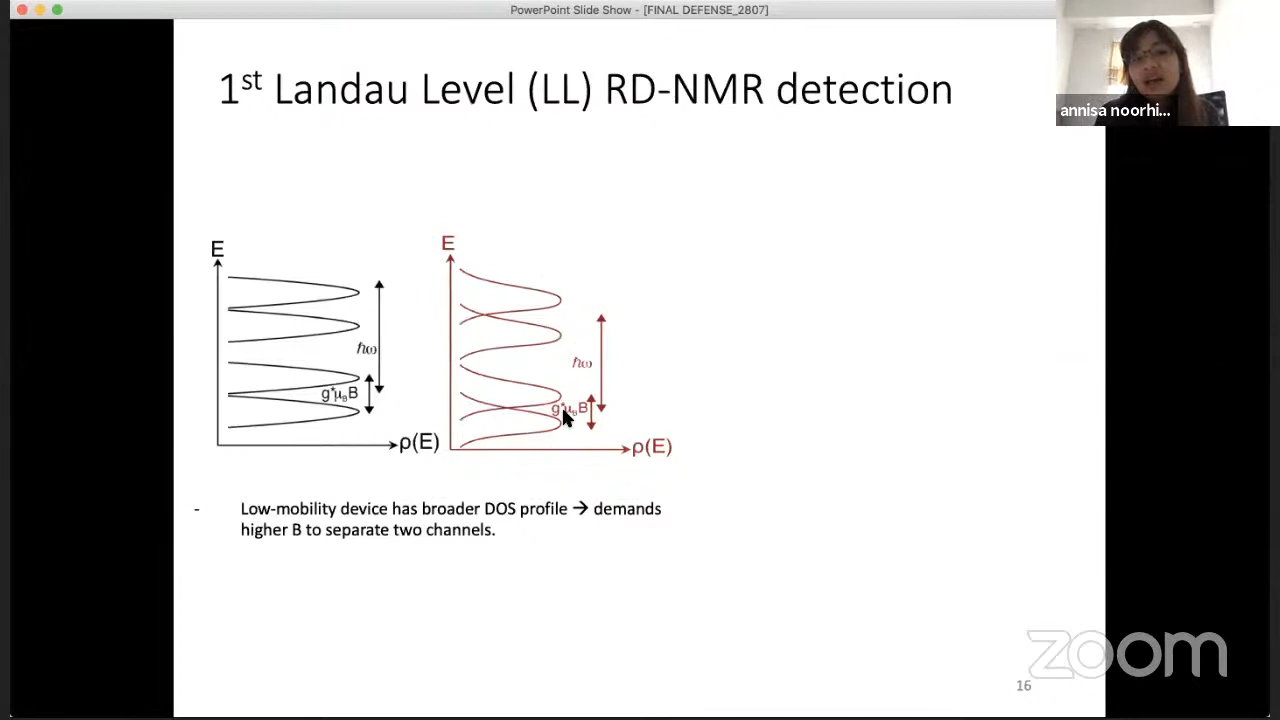 PowerPoint Slide Show - [FINAL DEFENSE_2807]
1st Landau Level (LL) RD-NMR detection
annisa noorhi...
E
ħω
g*μBB
ρ(E)
E
ħω
g*μBB
ρ(E)
- Low-mobility device has broader DOS profile → demands
higher B to separate two channels.
zoom
16